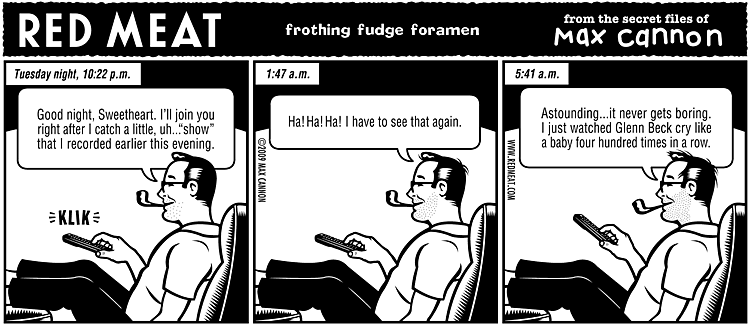 RED MEAT
frothing fudge foramen
from the secret files of
Max cannon
Tuesday night, 10:22 p.m.
Good night, Sweetheart. I'll join you
right after I catch a little, uh..."show"
that I recorded earlier this evening.
KLIK
1:47 a.m.
Ha! Ha! Ha! I have to see that again.
©2009 MAX CANNON
5:41 a.m.
Astounding...it never gets boring.
I just watched Glenn Beck cry like
a baby four hundred times in a row.
WWW.REDMEAT.COM